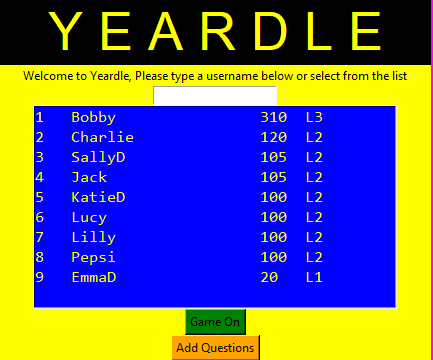 YEARDLE
Welcome to Yeardle, Please type a username below or select from the list
1 Bobby 310 L3
2 Charlie 120 L2
3 SallyD 105 L2
4 Jack 105 L2
5 KatieD 100 L2
6 Lucy 100 L2
7 Lilly 100 L2
8 Pepsi 100 L2
9 EmmaD 20 L1
Game On
Add Questions